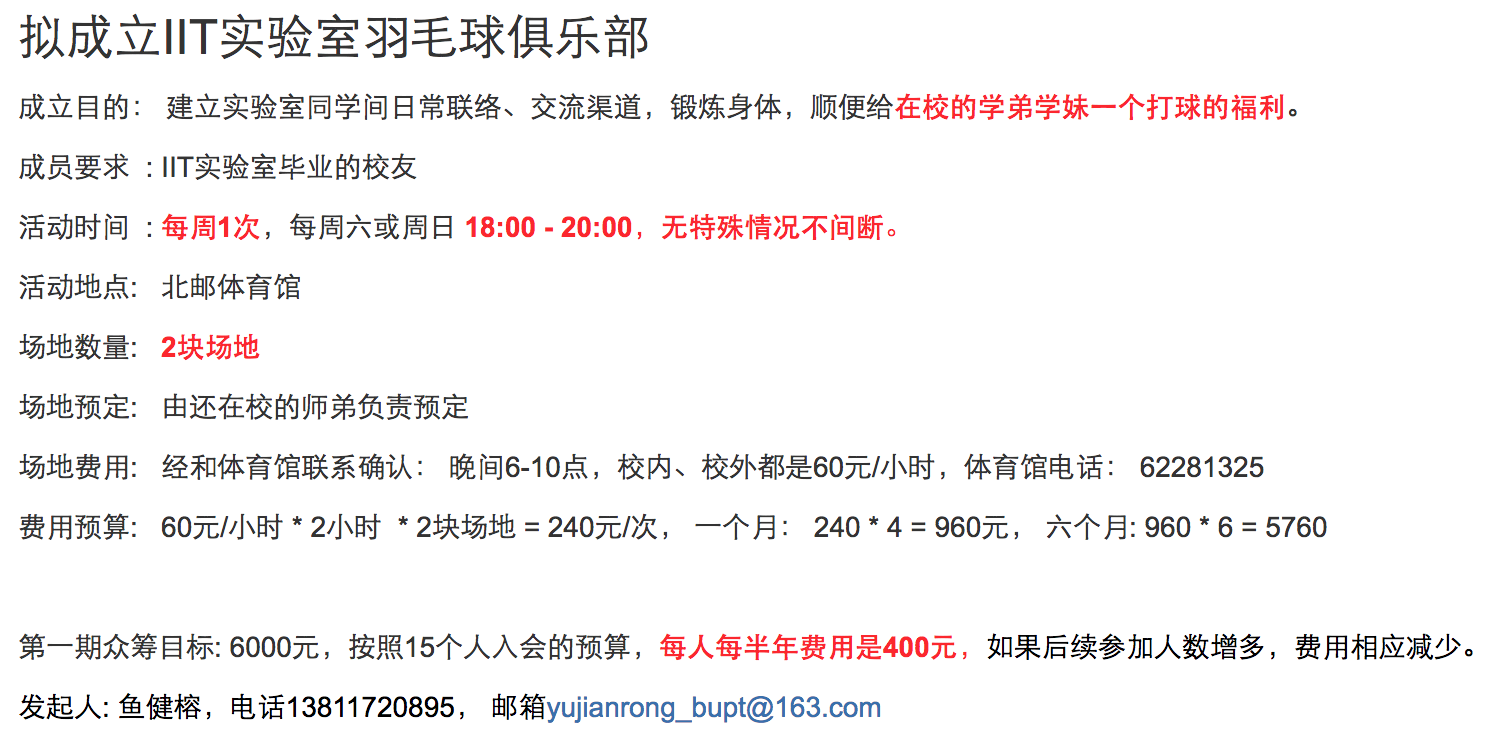 拟成立IIT实验室羽毛球俱乐部
成立目的： 建立实验室同学间日常联络、交流渠道，锻炼身体，顺便给在校的学弟学妹一个打球的福利。
成员要求 : IIT实验室毕业的校友
活动时间 : 每周1次，每周六或周日 18:00 - 20:00，无特殊情况不间断。
活动地点: 北邮体育馆
场地数量: 2块场地
场地预定: 由还在校的师弟负责预定
场地费用: 经和体育馆联系确认： 晚间6-10点，校内、校外都是60元/小时，体育馆电话： 62281325
费用预算: 60元/小时 * 2小时 * 2块场地 = 240元/次， 一个月： 240 * 4 = 960元， 六个月: 960 * 6 = 5760
第一期众筹目标: 6000元，按照15个人入会的预算，每人每半年费用是400元，如果后续参加人数增多，费用相应减少。
发起人: 鱼健榕，电话13811720895， 邮箱yujianrong_bupt@163.com